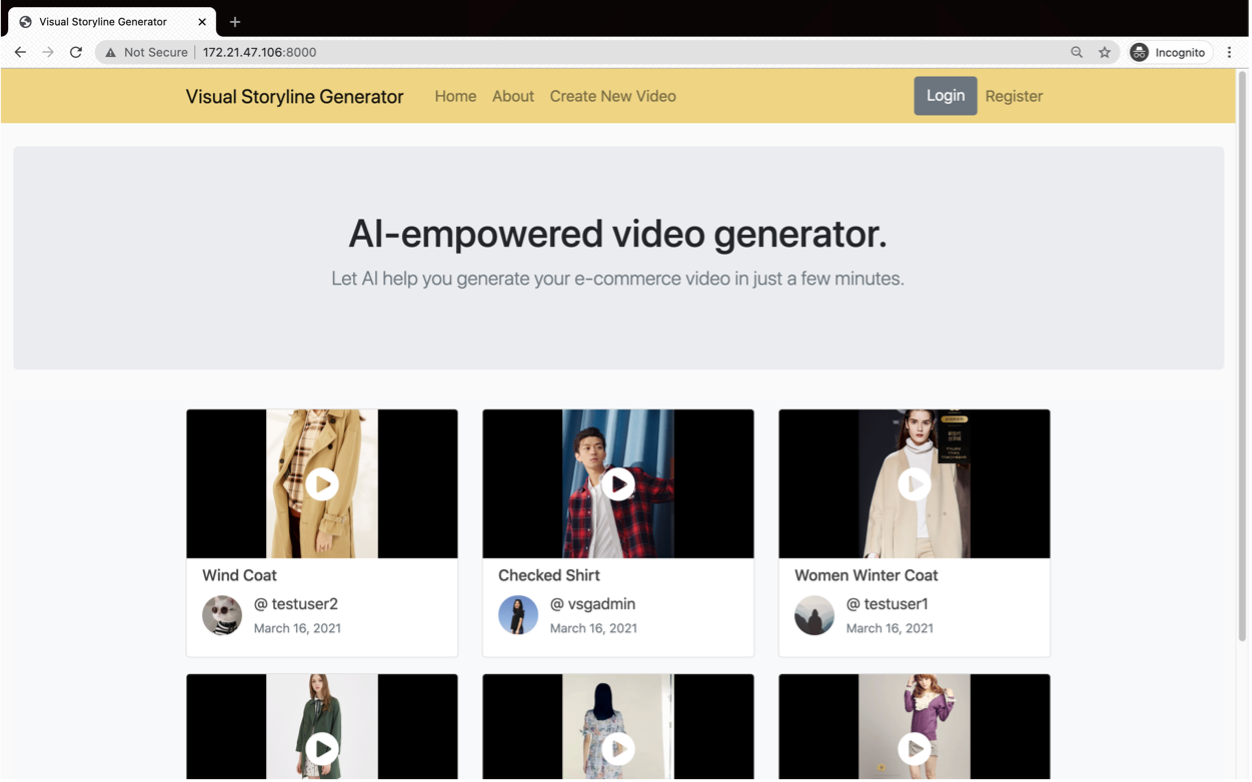 Visual Storyline Generator
Not Secure 172.21.47.106:8000 Incognito
Visual Storyline Generator Home About Create New Video Login Register
AI-empowered video generator.
Let AI help you generate your e-commerce video in just a few minutes.
Wind Coat
@ testuser2
March 16, 2021
Checked Shirt
@ vsgadmin
March 16, 2021
Women Winter Coat
@ testuser1
March 16, 2021